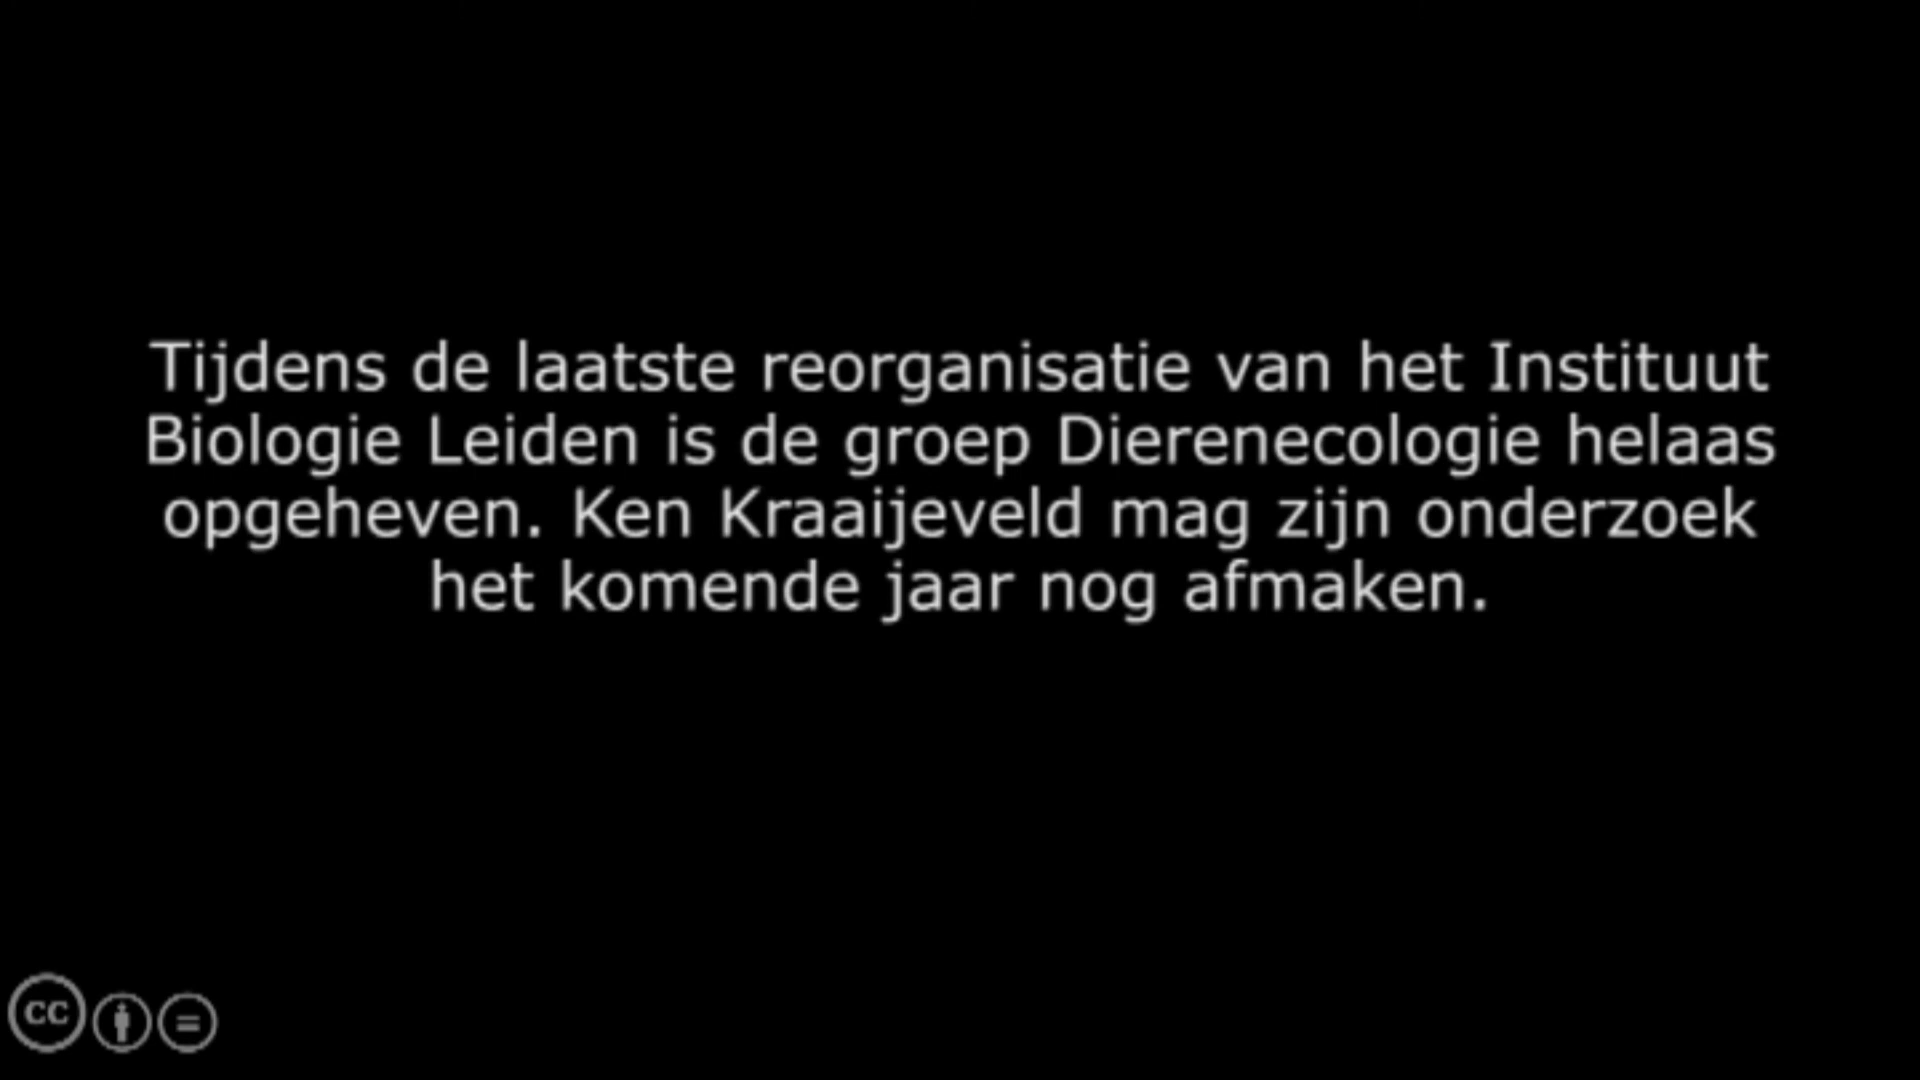 Tijdens de laatste reorganisatie van het Instituut
Biologie Leiden is de groep Dierenecologie helaas
opgeheven. Ken Kraaijeveld mag zijn onderzoek
het komende jaar nog afmaken.
cc